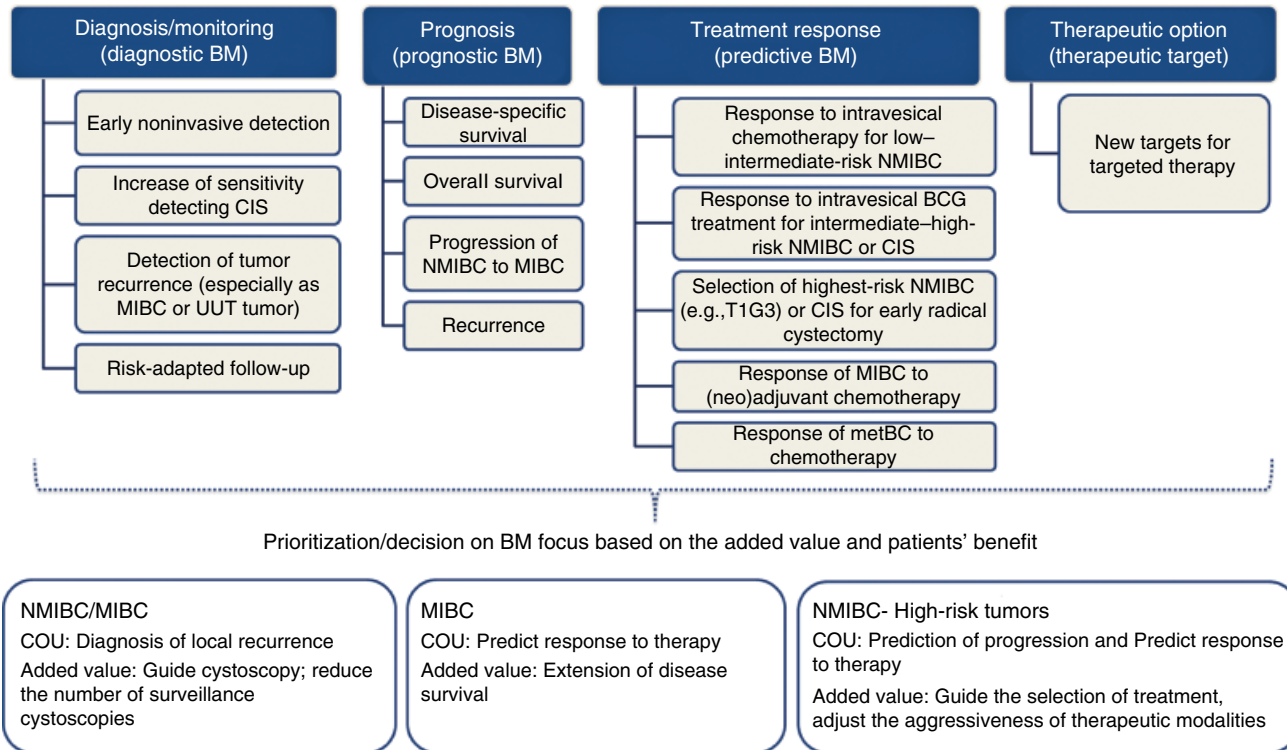 Diagnosis/monitoring
(diagnostic BM)
Early noninvasive detection
Increase of sensitivity
detecting CIS
Detection of tumor
recurrence (especially as
MIBC or UUT tumor)
Risk-adapted follow-up
Prognosis
(prognostic BM)
Disease-specific
survival
Overall survival
Progression of
NMIBC to MIBC
Recurrence
Treatment response
(predictive BM)
Response to intravesical
chemotherapy for low–
intermediate-risk NMIBC
Response to intravesical BCG
treatment for intermediate–high-
risk NMIBC or CIS
Selection of highest-risk NMIBC
(e.g.,T1G3) or CIS for early radical
cystectomy
Response of MIBC to
(neo)adjuvant chemotherapy
Response of metBC to
chemotherapy
Therapeutic option
(therapeutic target)
New targets for
targeted therapy
Prioritization/decision on BM focus based on the added value and patients’ benefit
NMIBC/MIBC
COU: Diagnosis of local recurrence
Added value: Guide cystoscopy; reduce
the number of surveillance
cystoscopies
MIBC
COU: Predict response to therapy
Added value: Extension of disease
survival
NMIBC- High-risk tumors
COU: Prediction of progression and Predict response
to therapy
Added value: Guide the selection of treatment,
adjust the aggressiveness of therapeutic modalities